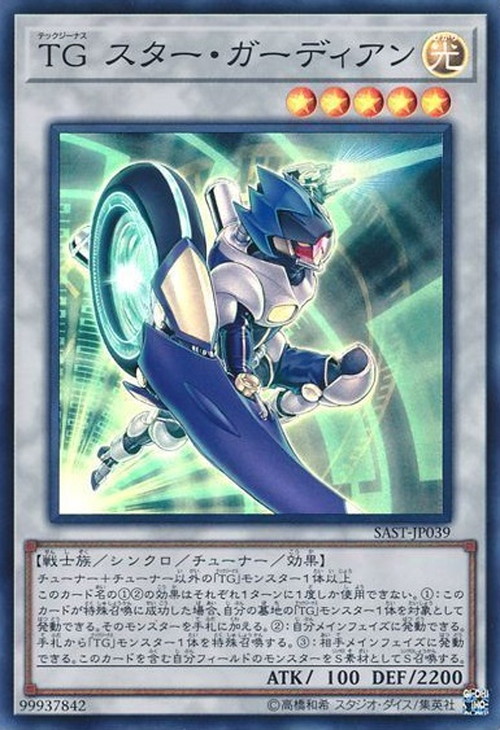 テックジーナス
TG スター・ガーディアン
ひかり
光
SAST-JP039
【戦士族／シンクロ／チューナー／効果】
チューナー＋チューナー以外の「TG」モンスター1体以上
このカード名の①②の効果はそれぞれ1ターンに1度しか使用できない。①：この
カードが特殊召喚に成功した場合、自分の墓地の「TG」モンスター1体を対象として
発動できる。そのモンスターを手札に加える。②：自分メインフェイズに発動できる。
手札から「TG」モンスター1体を特殊召喚する。③：相手メインフェイズに発動
できる。このカードを含む自分フィールドのモンスターをS素材としてS召喚する。
ATK/ 100 DEF/2200
99937842
©高橋和希 スタジオ・ダイス/集英社